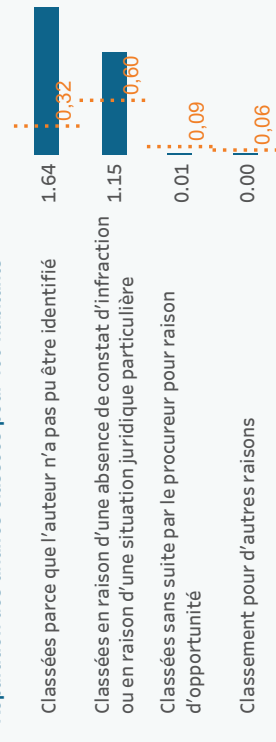 Classées parce que l'auteur n'a pas pu être identifié
1.64
0,32
Classées en raison d'une absence de constat d'infraction
ou en raison d'une situation juridique particulière
1.15
0,60
Classées sans suite par le procureur pour raison
d'opportunité
0.01
0,09
Classement pour d'autres raisons
0.00
0,06